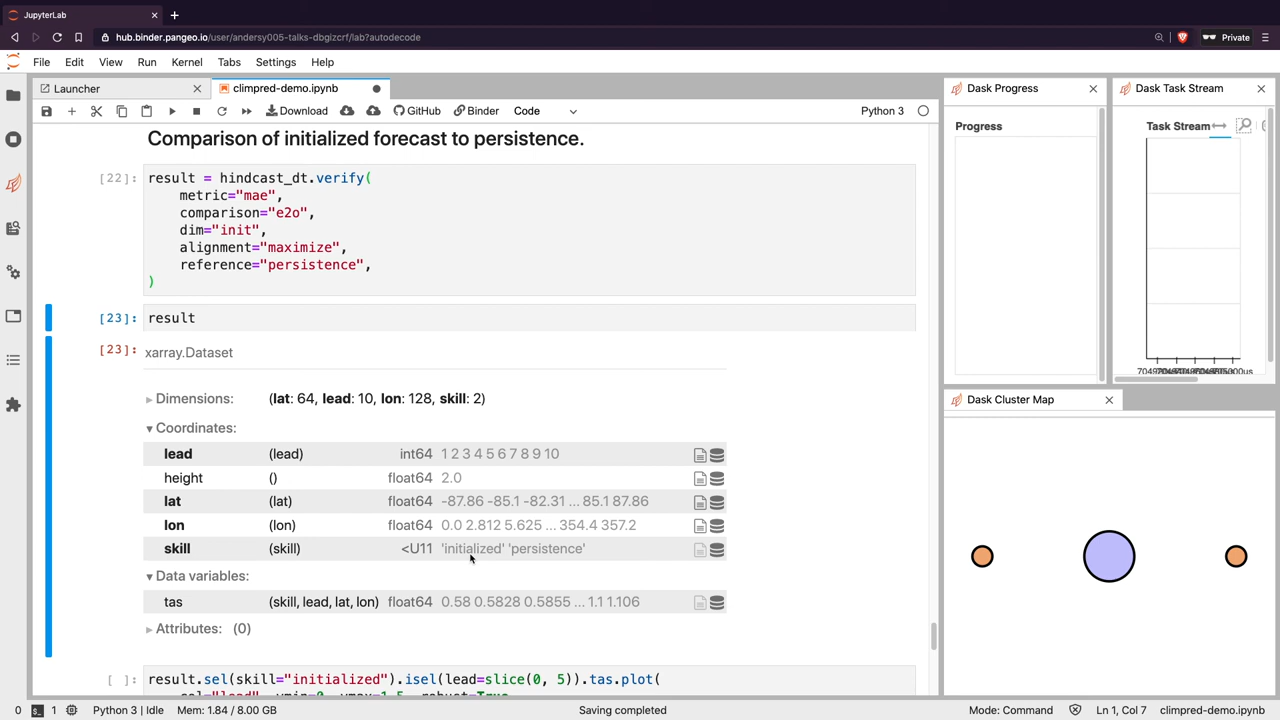 JupyterLab
hub.binder.pangeo.io/user/andersy005-talks-dbgizcrf/lab?autodecode
Private
File Edit View Run Kernel Tabs Settings Help
Launcher
climpred-demo.ipynb
Download GitHub Binder Code Python 3
Comparison of initialized forecast to persistence.
[22]: result = hindcast_dt.verify(
metric="mae",
comparison="e2o",
dim="init",
alignment="maximize",
reference="persistence",
)
[23]: result
[23]: xarray.Dataset
Dimensions: (lat: 64, lead: 10, lon: 128, skill: 2)
Coordinates:
lead (lead) int64 1 2 3 4 5 6 7 8 9 10
height () float64 2.0
lat (lat) float64 -87.86 -85.1 -82.31 ... 85.1 87.86
lon (lon) float64 0.0 2.812 5.625 ... 354.4 357.2
skill (skill) <U11 'initialized' 'persistence'
Data variables:
tas (skill, lead, lat, lon) float64 0.58 0.5828 0.5855 ... 1.1 1.106
Attributes: (0)
[ ]: result.sel(skill="initialized").isel(lead=slice(0, 5)).tas.plot(
Dask Progress
Progress
Dask Task Stream
Task Stream
Dask Cluster Map
0 1 Python 3 | Idle Mem: 1.84 / 8.00 GB Saving completed Mode: Command Ln 1, Col 7 climpred-demo.ipynb